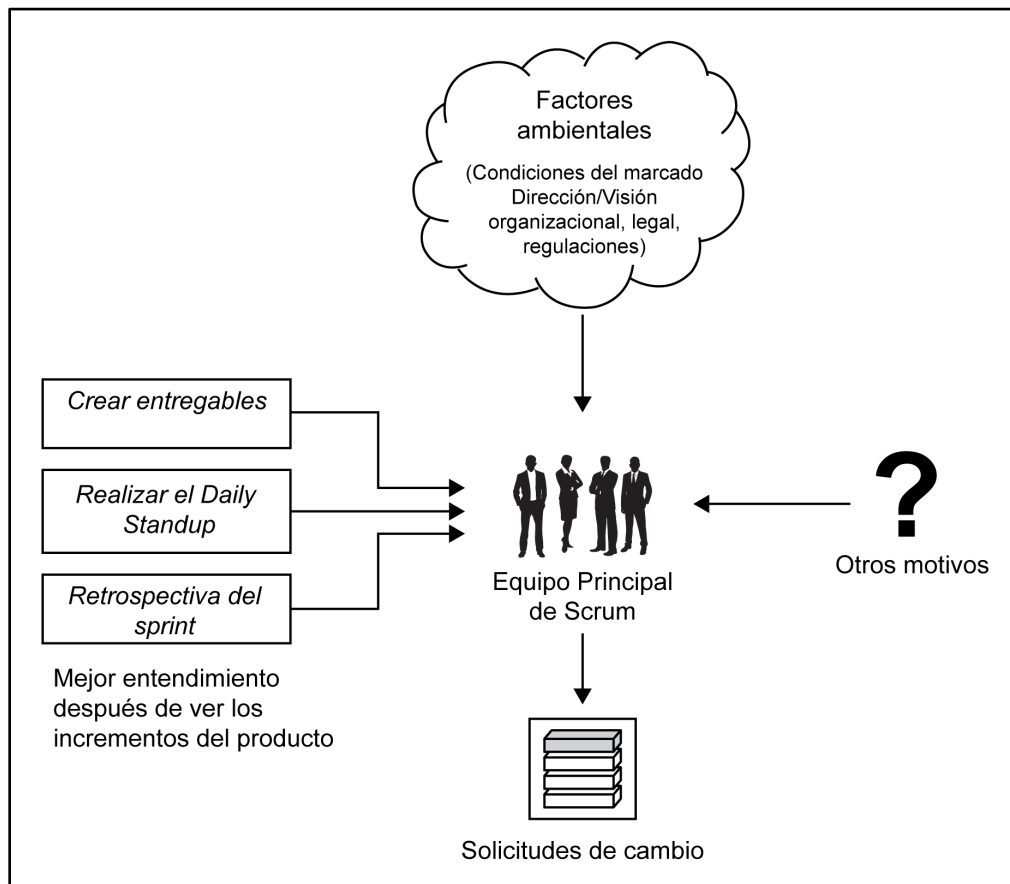 Factores
ambientales
(Condiciones del marcado
Dirección/Visión
organizacional, legal,
regulaciones)
Crear entregables
Realizar el Daily
Standup
Retrospectiva del
sprint
Mejor entendimiento
después de ver los
incrementos del producto
Equipo Principal
de Scrum
?
Otros motivos
Solicitudes de cambio